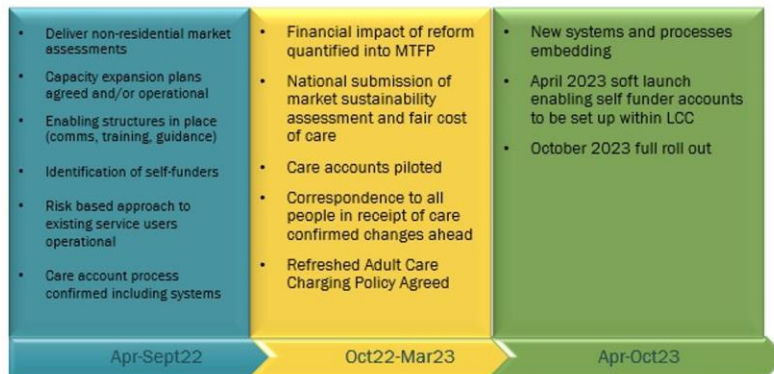 Deliver non-residential market
assessments
Capacity expansion plans
agreed and/or operational
Enabling structures in place
(comms, training, guidance)
Identification of self-funders
Risk based approach to
existing service users
operational
Care account process
confirmed including systems
Apr-Sept22
Financial impact of reform
quantified into MTFP
National submission of
market sustainability
assessment and fair cost
of care
Care accounts piloted
Correspondence to all
people in receipt of care
confirmed changes ahead
Refreshed Adult Care
Charging Policy Agreed
Oct22-Mar23
New systems and processes
embedding
April 2023 soft launch
enabling self funder accounts
to be set up within LCC
October 2023 full roll out
Apr-Oct23